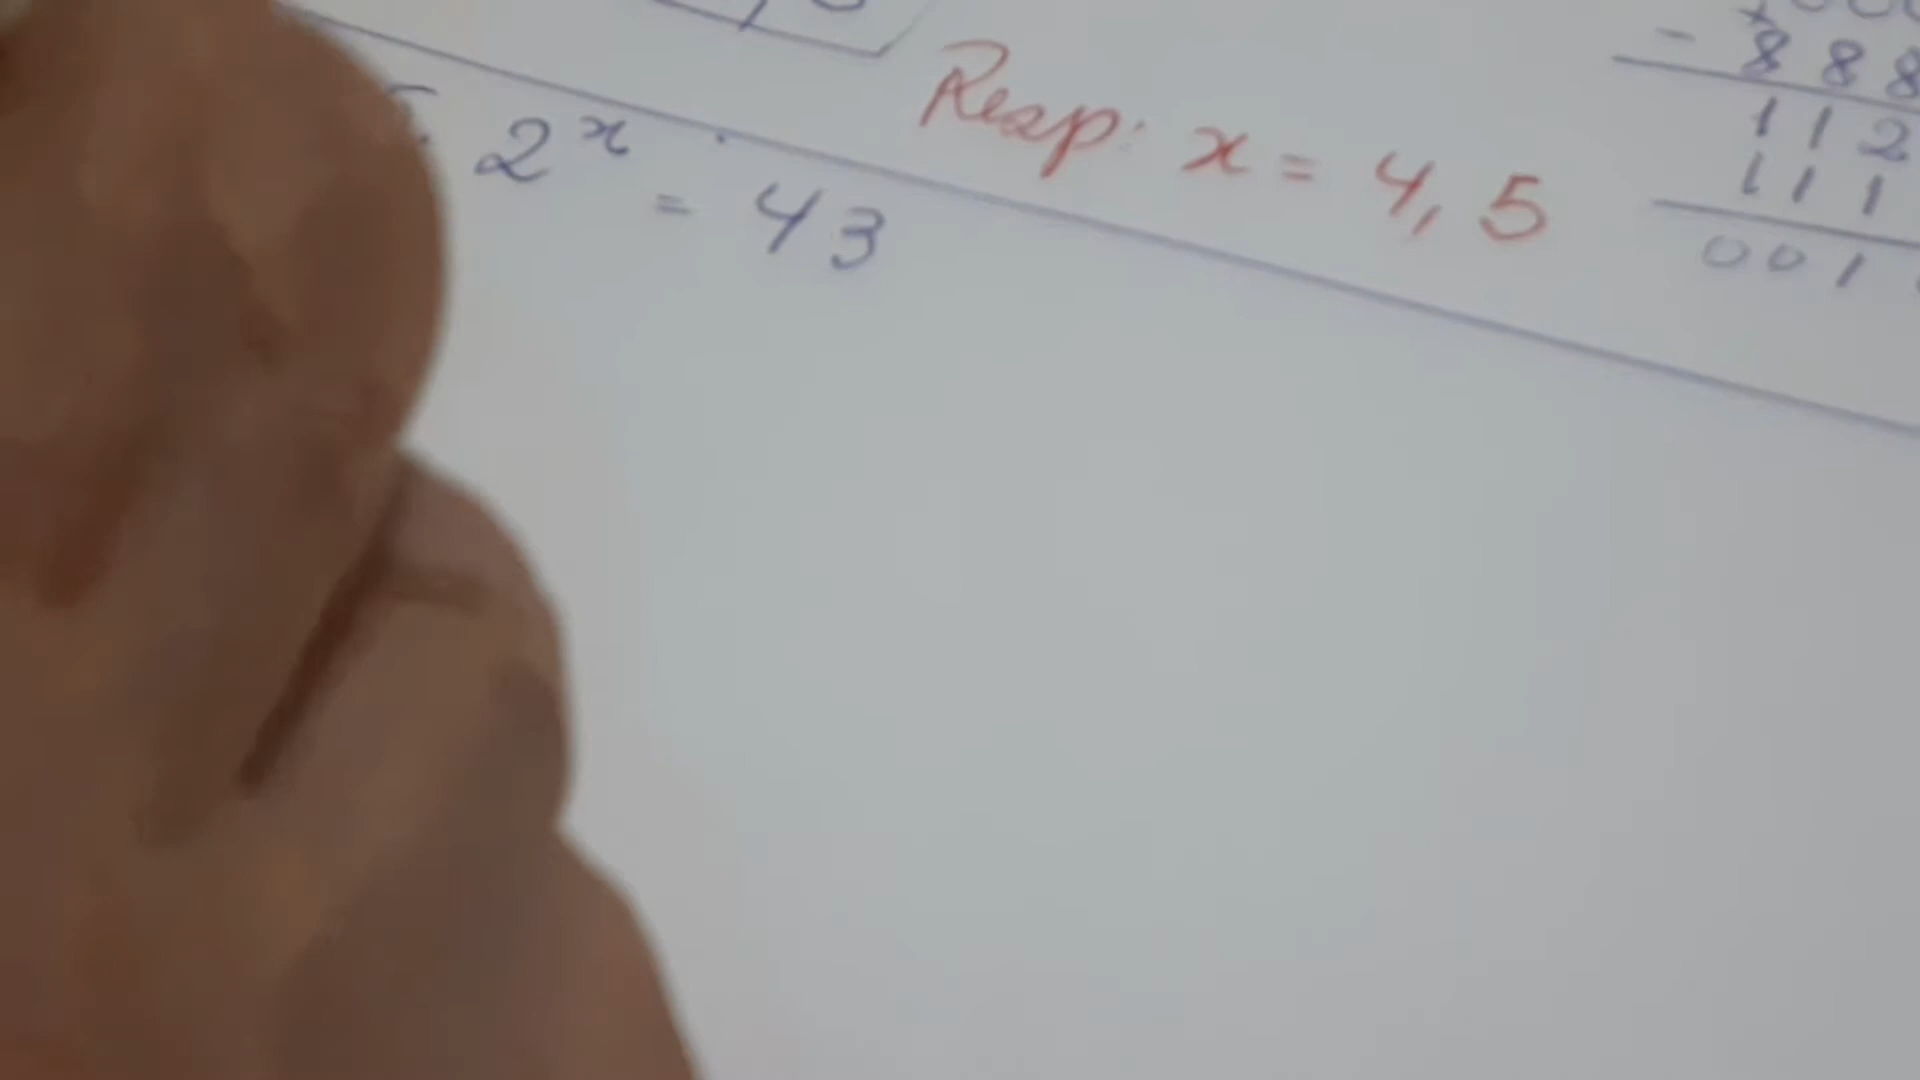 Resp: x = 4,5
2^x = 43
- 888
112
111
001